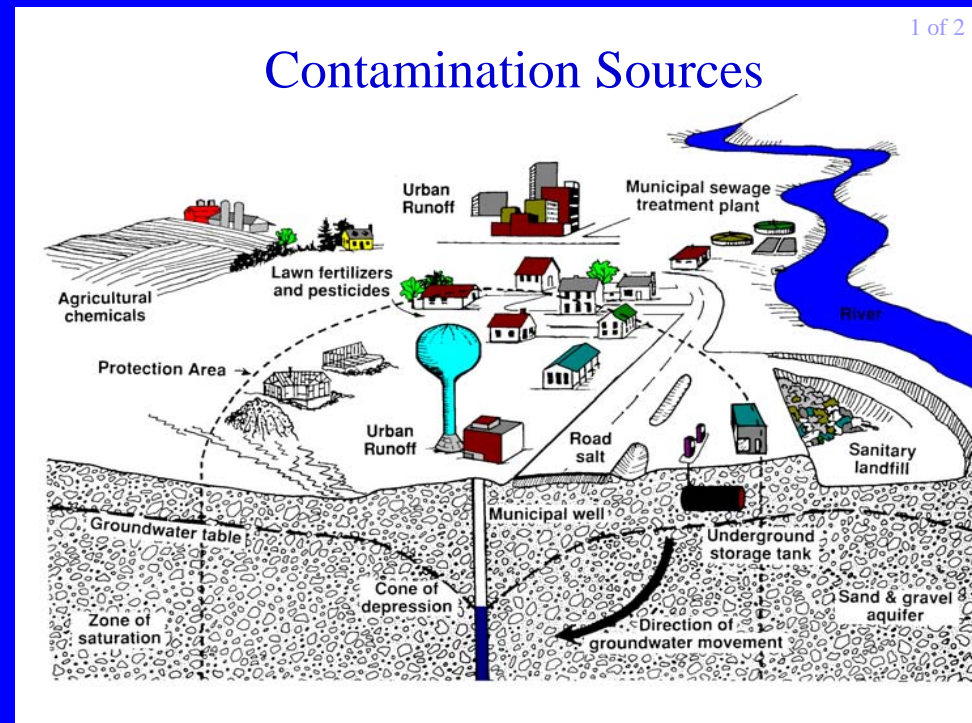 1 of 2
Contamination Sources
Urban
Runoff
Municipal sewage
treatment plant
Lawn fertilizers
and pesticides
Agricultural
chemicals
River
Protection Area
Urban
Runoff
Road
salt
Sanitary
landfill
Municipal well
Groundwater table
Underground
storage tank
Cone of
depression
Sand & gravel
aquifer
Zone of
saturation
Direction of
groundwater movement